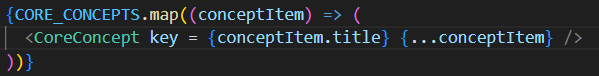 {CORE_CONCEPTS.map((conceptItem) => (
  <CoreConcept key = {conceptItem.title} {...conceptItem} />
))}